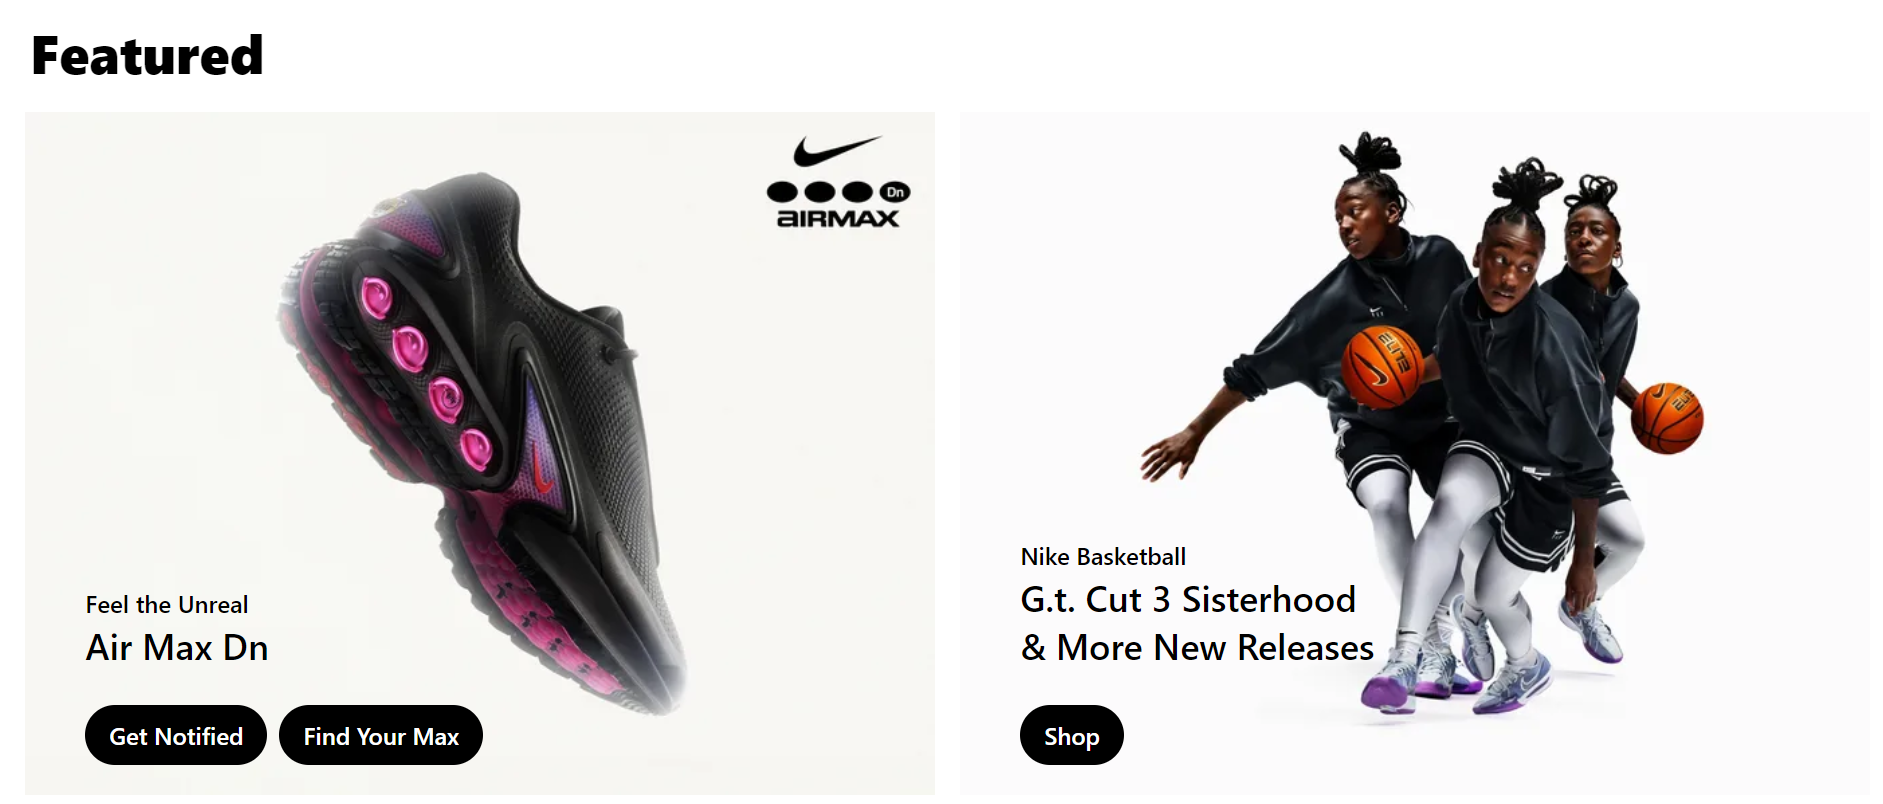 Featured
Dn
AIRMAX
Feel the Unreal
Air Max Dn
Get Notified
Find Your Max
ELITE
Nike Basketball
G.t. Cut 3 Sisterhood
& More New Releases
Shop